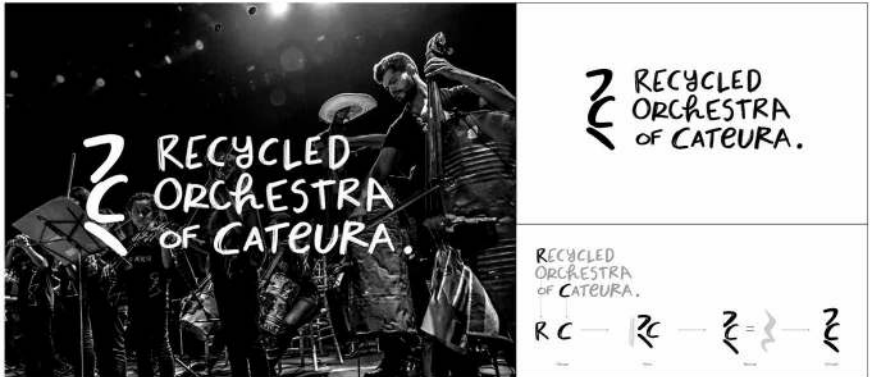 RECYCLED
ORCHESTRA
OF CATEURA.
RECYCLED
ORCHESTRA
OF CATEURA.
RECYCLED
ORCHESTRA
OF CATEURA.
R C
=